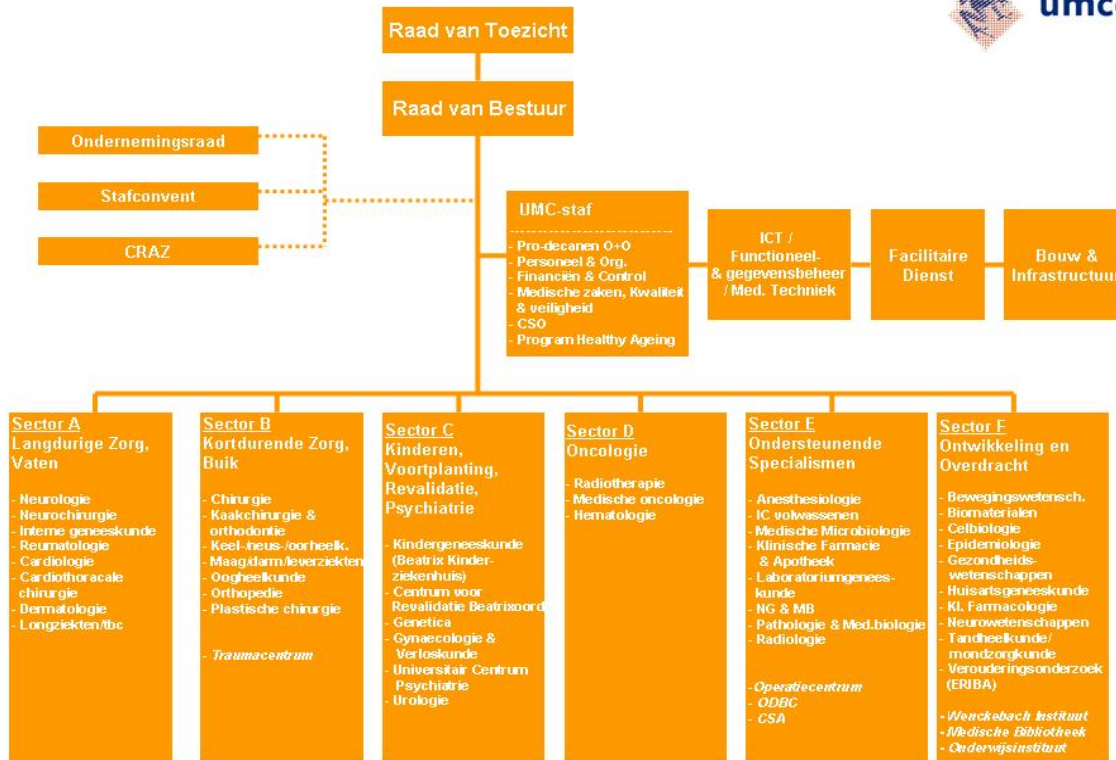 umc
Raad van Toezicht
Raad van Bestuur
Ondernemingsraad
Stafconvent
CRAZ
UMC-staf
- Pro-decanen O+O
- Personeel & Org.
- Financiën & Control
- Medische zaken, Kwaliteit
& veiligheid
- CSO
- Program Healthy Ageing
ICT /
Functioneel-
& gegevensbeheer
/ Med. Techniek
Facilitaire
Dienst
Bouw &
Infrastructuur
Sector A
Langdurige Zorg,
Vaten
- Neurologie
- Neurochirurgie
- Interne geneeskunde
- Reumatologie
- Cardiologie
- Cardiothoracale
chirurgie
- Dermatologie
- Longziekten/tbc
Sector B
Kortdurende Zorg,
Buik
- Chirurgie
- Kaakchirurgie &
orthodontie
- Keel-/neus-/oorheelk.
- Maag/darm/leverziekten
- Oogheelkunde
- Orthopedie
- Plastische chirurgie
- Traumacentrum
Sector C
Kinderen,
Voortplanting,
Revalidatie,
Psychiatrie
- Kindergeneeskunde
(Beatrix Kinder-
ziekenhuis)
- Centrum voor
Revalidatie Beatrixoord
- Genetica
- Gynaecologie &
Verloskunde
- Universitair Centrum
Psychiatrie
- Urologie
Sector D
Oncologie
- Radiotherapie
- Medische oncologie
- Hematologie
Sector E
Ondersteunende
Specialismen
- Anesthesiologie
- IC volwassenen
- Medische Microbiologie
- Klinische Farmacie
& Apotheek
- Laboratoriumgenees-
kunde
- NG & MB
- Pathologie & Med.biologie
- Radiologie
- Operatiecentrum
- ODBC
- CSA
Sector F
Ontwikkeling en
Overdracht
- Bewegingswetensch.
- Biomaterialen
- Celbiologie
- Epidemiologie
- Gezondheids-
wetenschappen
- Huisartsgeneeskunde
- Kl. Farmacologie
- Neurowetenschappen
- Tandheelkunde/
mondzorgkunde
- Verouderingsonderzoek
(ERIBA)
- Wenckebach Instituut
- Medische Bibliotheek
- Onderwijsinstituut